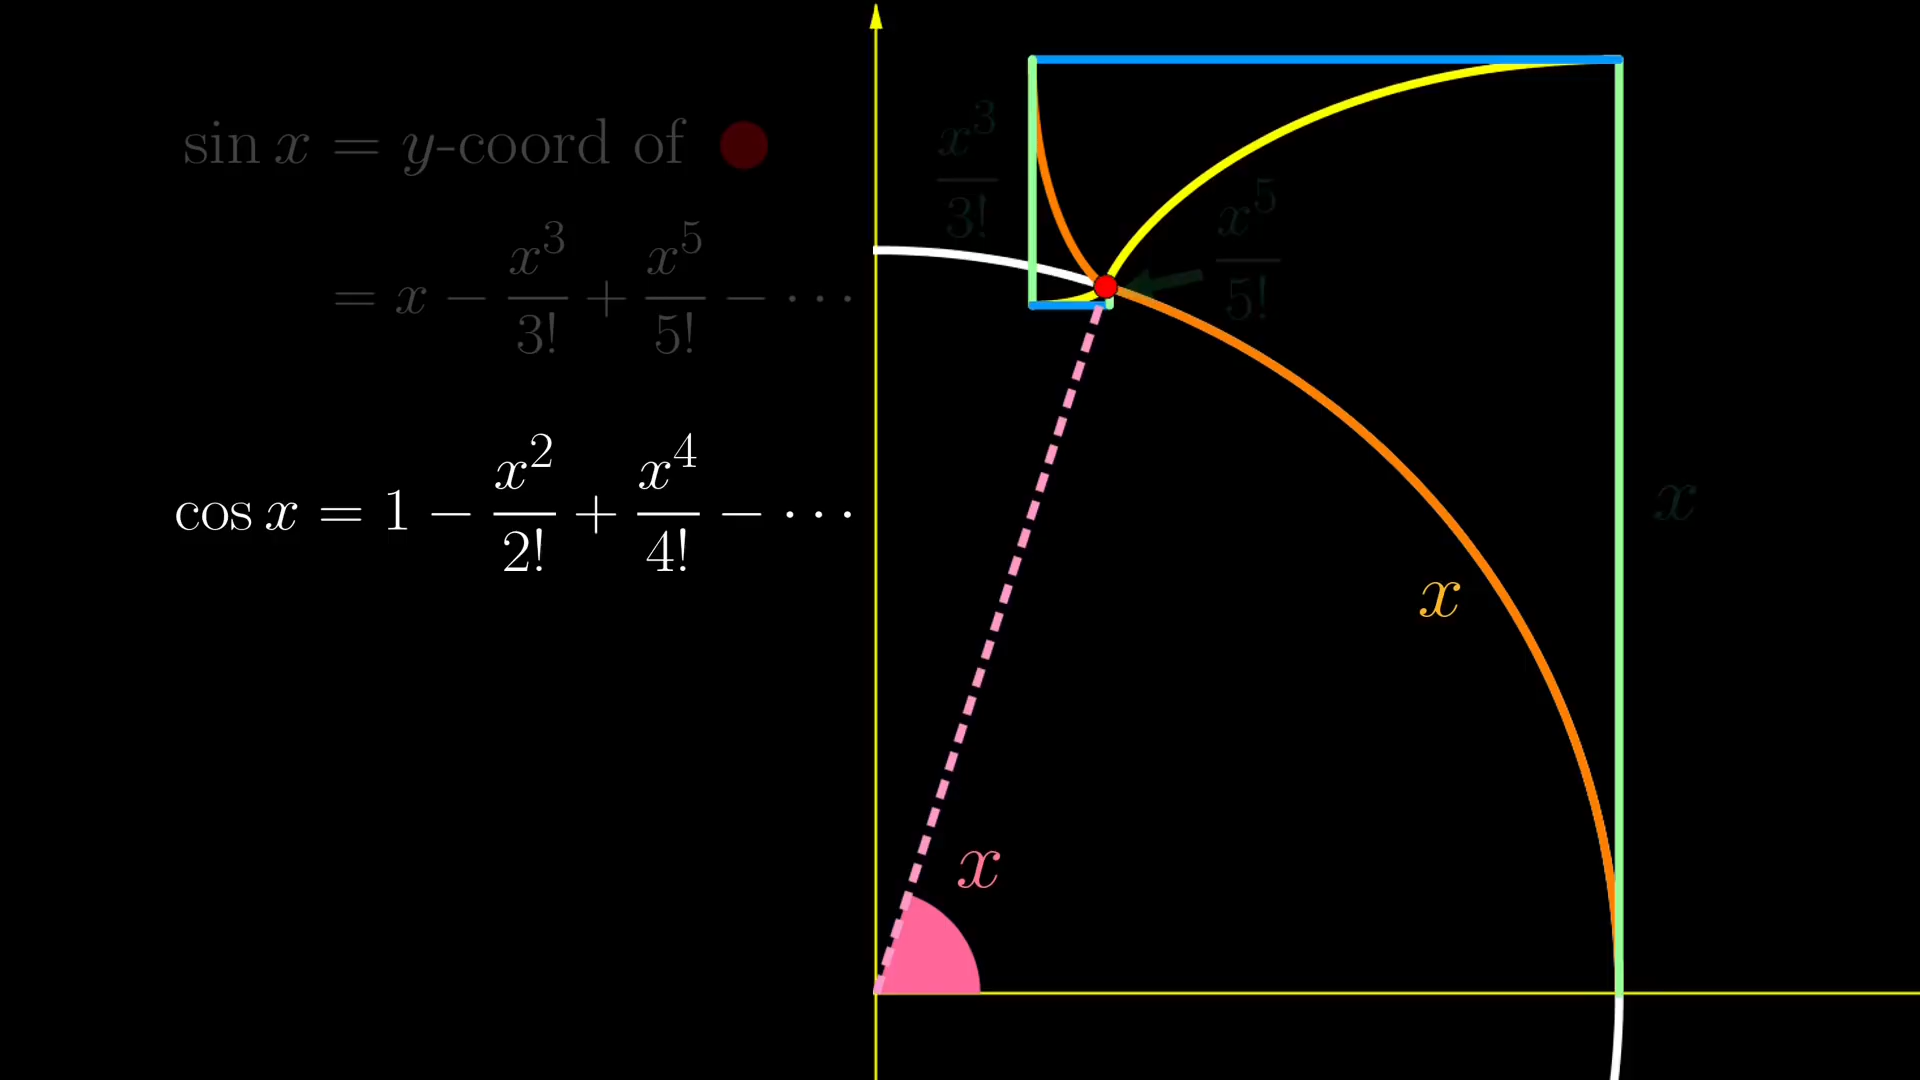 sin x = y-coord of
= x − x³/3! + x⁵/5! − ⋯
cos x = 1 − x²/2! + x⁴/4! − ⋯
x³/3!
x⁵/5!
x
x
x